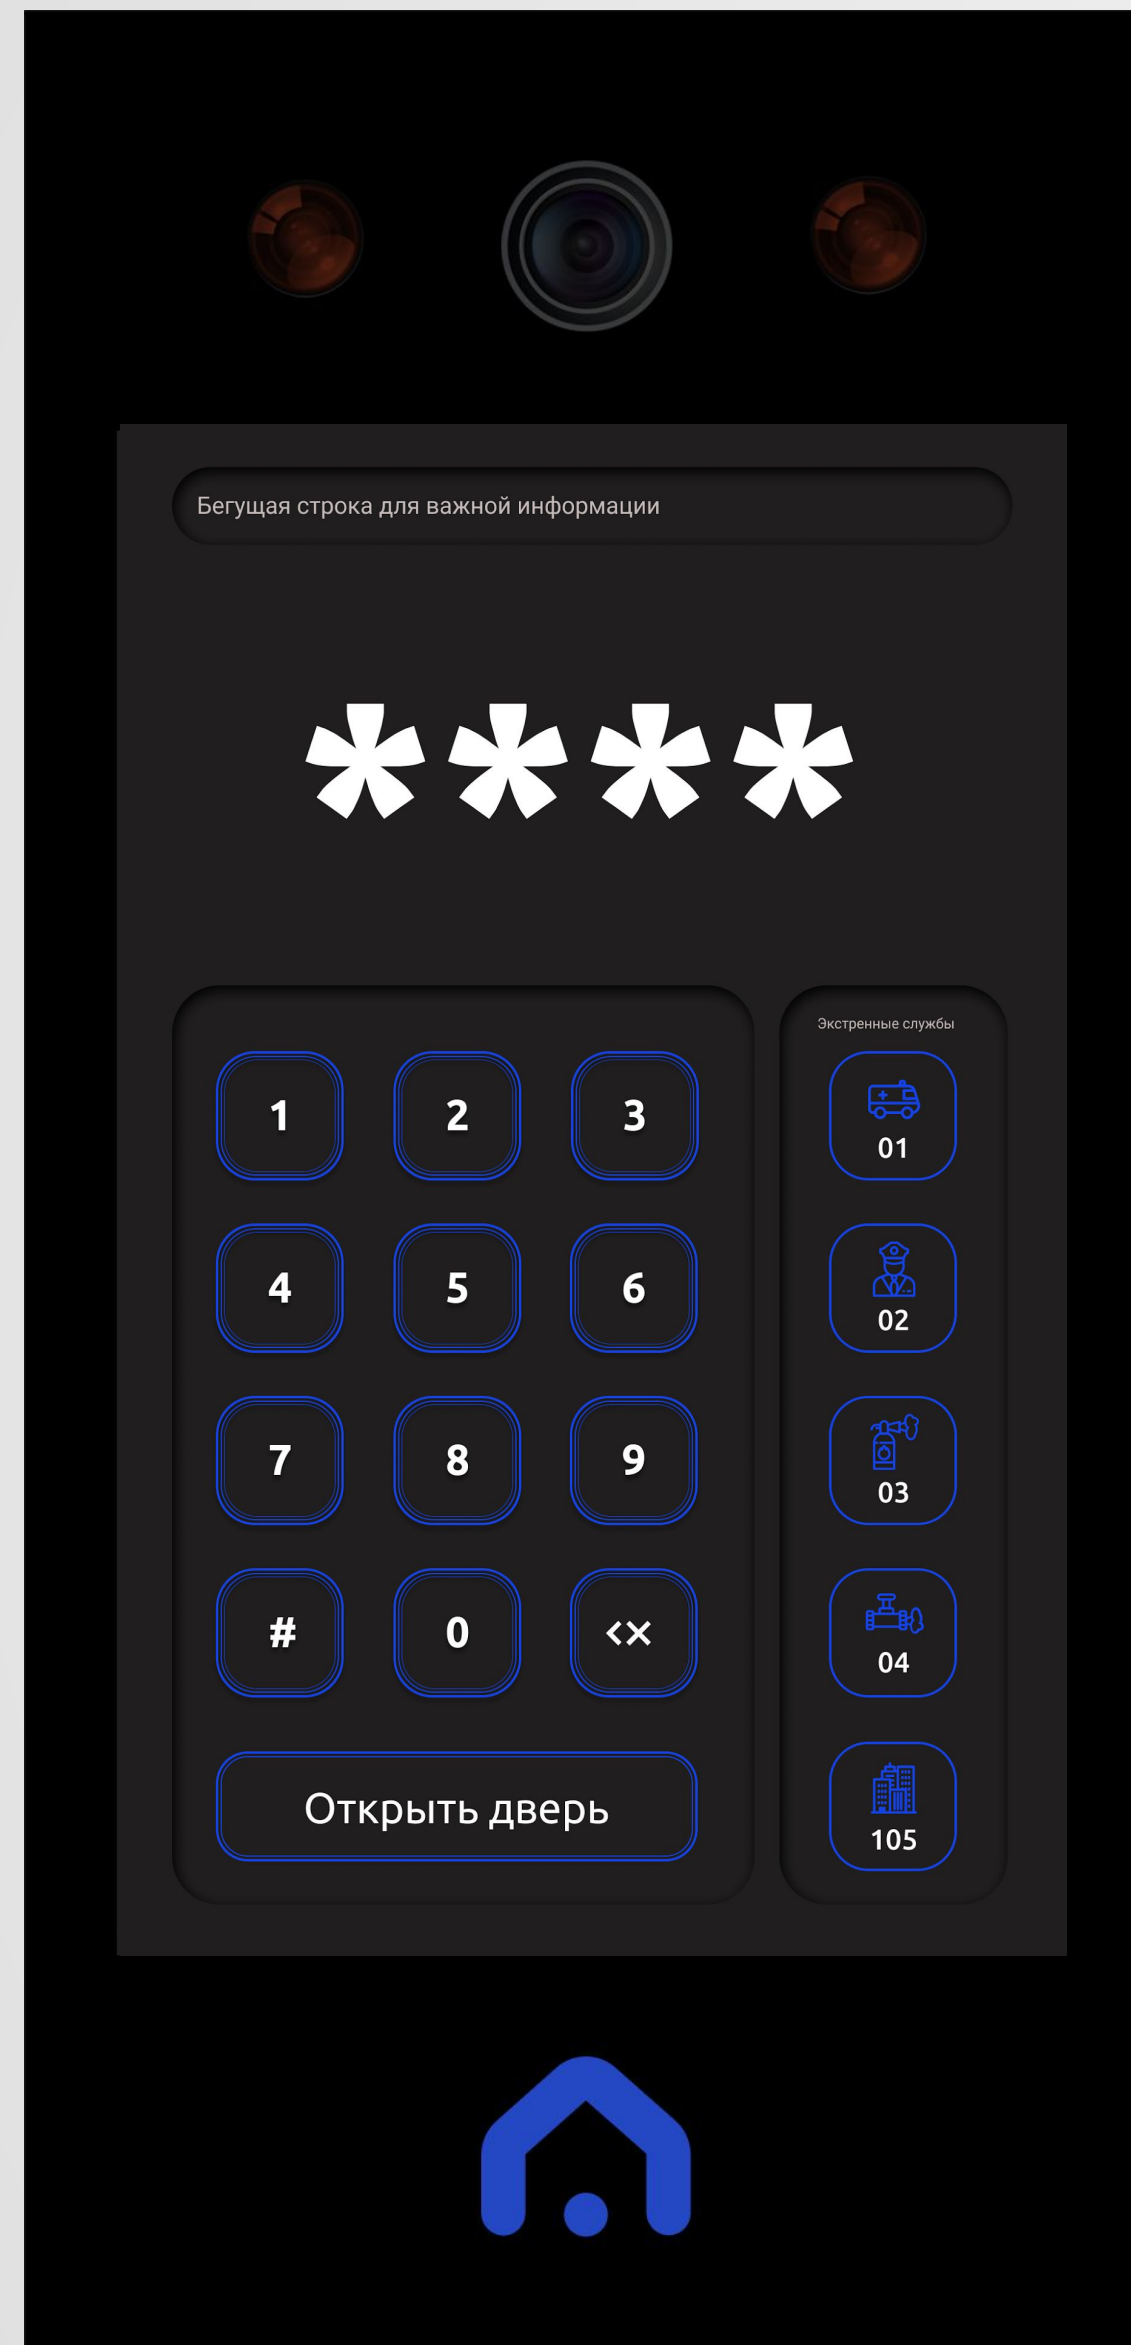 Бегущая строка для важной информации
****
Экстренные службы
1 2 3
01
4 5 6
02
7 8 9
03
# 0 <×
04
Открыть дверь
105